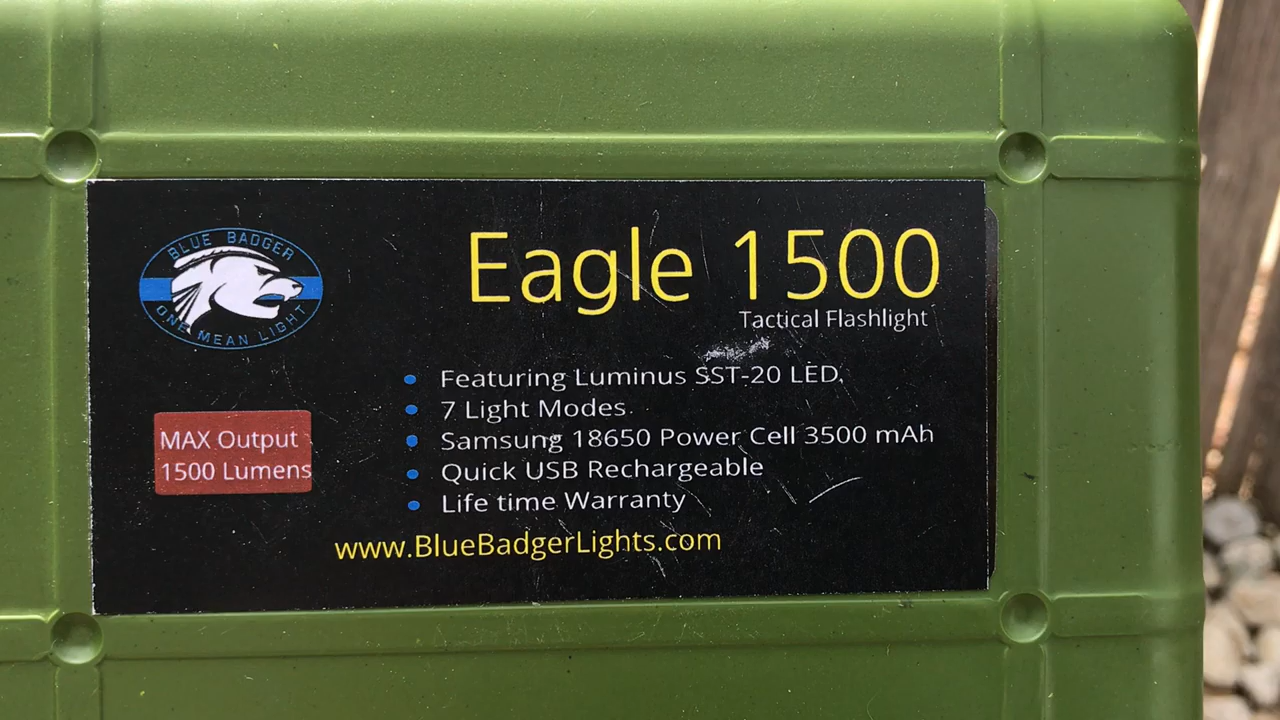 BLUE BADGER
ONE MEAN LIGHT
Eagle 1500
Tactical Flashlight
MAX Output
1500 Lumens
Featuring Luminus SST-20 LED.
7 Light Modes
Samsung 18650 Power Cell 3500 mAh
Quick USB Rechargeable
Life time Warranty
www.BlueBadgerLights.com